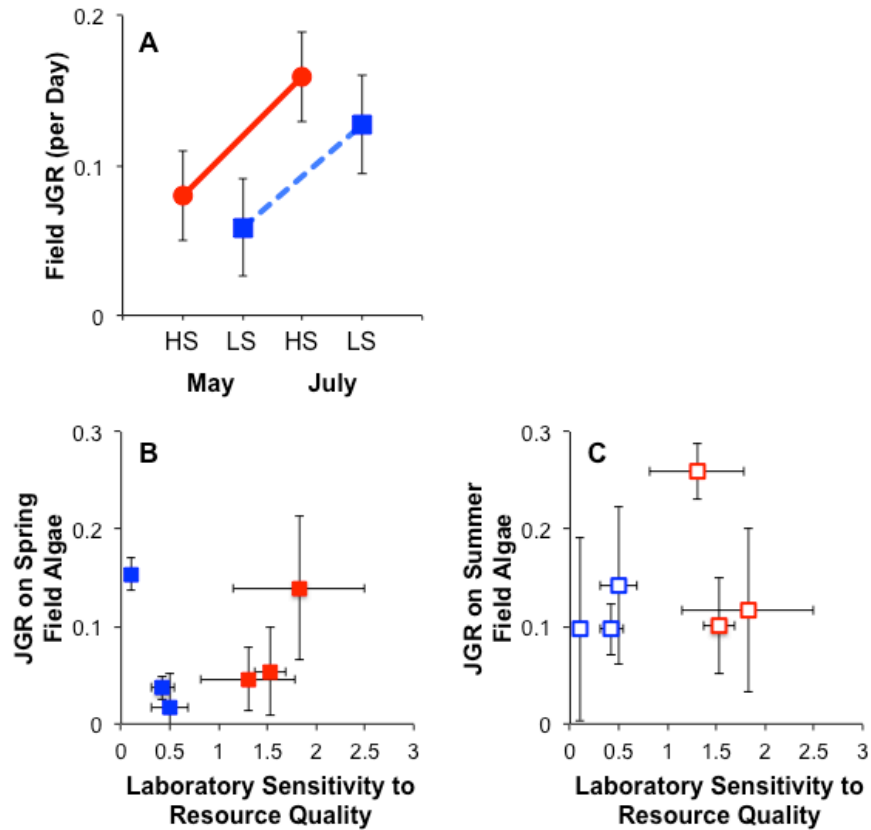 A
Field JGR (per Day)
0.2
0.1
0
HS LS HS LS
May July
B
JGR on Spring
Field Algae
0.3
0.2
0.1
0
0 0.5 1 1.5 2 2.5 3
Laboratory Sensitivity to
Resource Quality
C
JGR on Summer
Field Algae
0.3
0.2
0.1
0
0 0.5 1 1.5 2 2.5 3
Laboratory Sensitivity to
Resource Quality